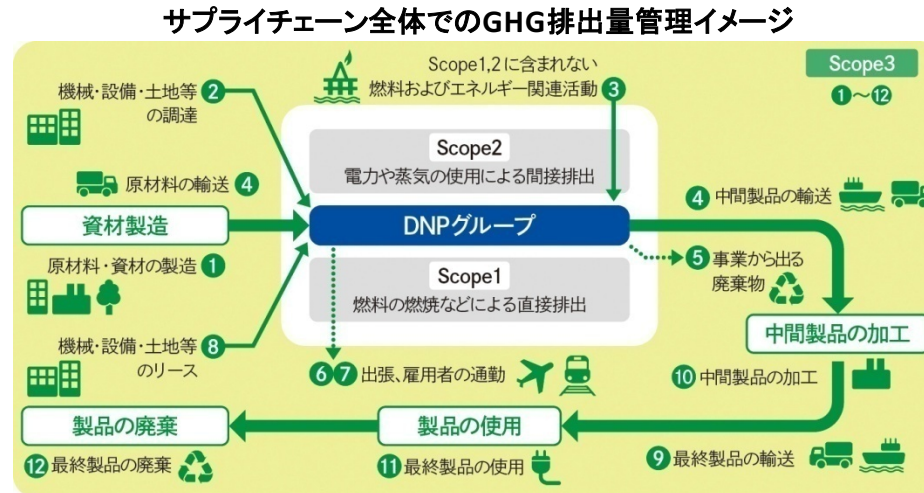 サプライチェーン全体でのGHG排出量管理イメージ
Scope3
①～⑫
機械・設備・土地等 ②
の調達
Scope1,2 に含まれない
燃料およびエネルギー関連活動 ③
Scope2
電力や蒸気の使用による間接排出
原材料の輸送 ④
④ 中間製品の輸送
資材製造
DNPグループ
原材料・資材の製造 ①
⑤ 事業から出る
廃棄物
Scope1
燃料の燃焼などによる直接排出
中間製品の加工
機械・設備・土地等 ⑧
のリース
⑥⑦ 出張、雇用者の通勤
⑩ 中間製品の加工
製品の廃棄
製品の使用
⑫ 最終製品の廃棄
⑪ 最終製品の使用
⑨ 最終製品の輸送